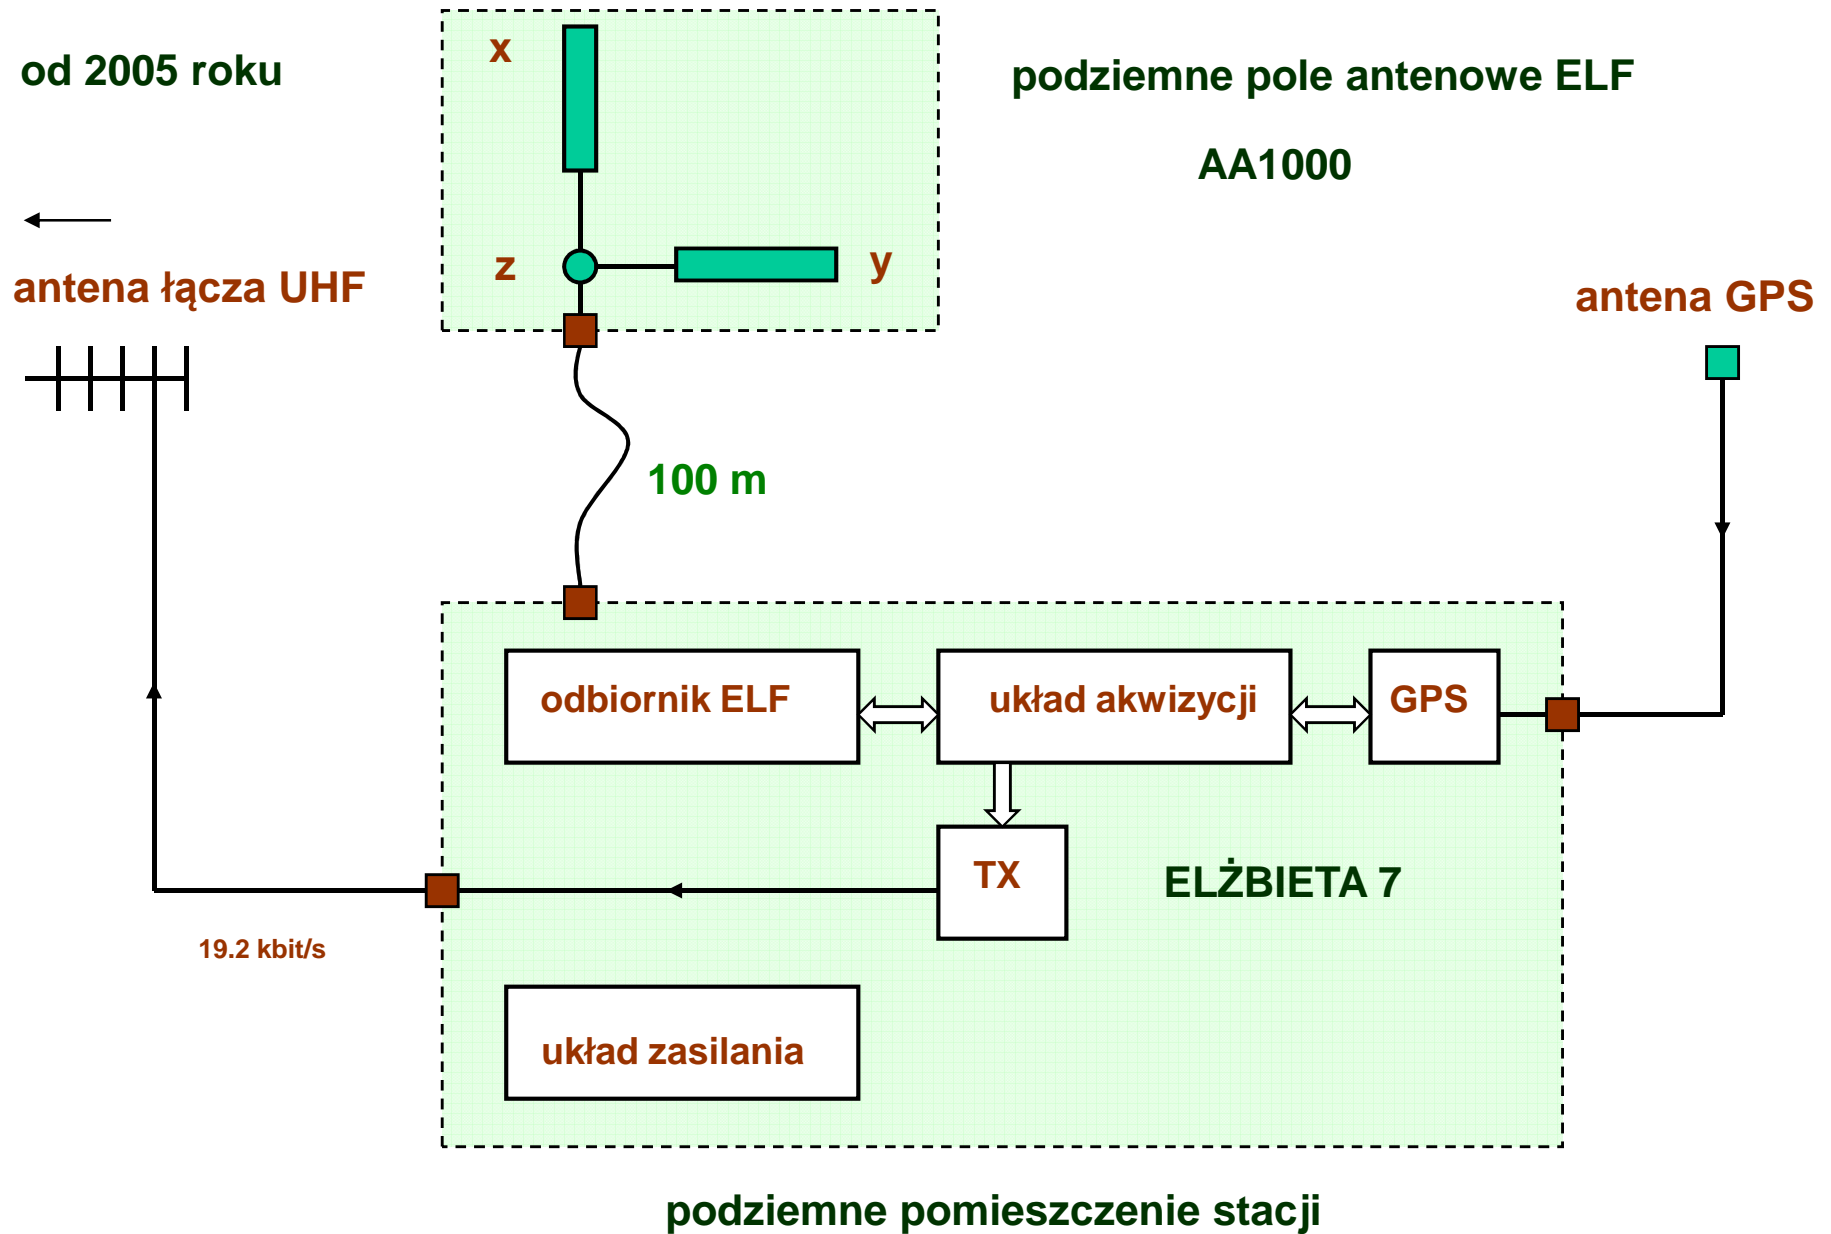 od 2005 roku
x
podziemne pole antenowe ELF
AA1000
z
y
antena łącza UHF
antena GPS
100 m
odbiornik ELF
układ akwizycji
GPS
TX
ELŻBIETA 7
19.2 kbit/s
układ zasilania
podziemne pomieszczenie stacji